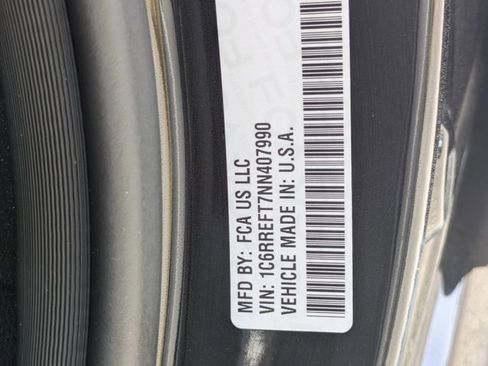 MFD BY: FCA US LLC
VIN: 1C6RREFT7NN407990
VEHICLE MADE IN: U.S.A.